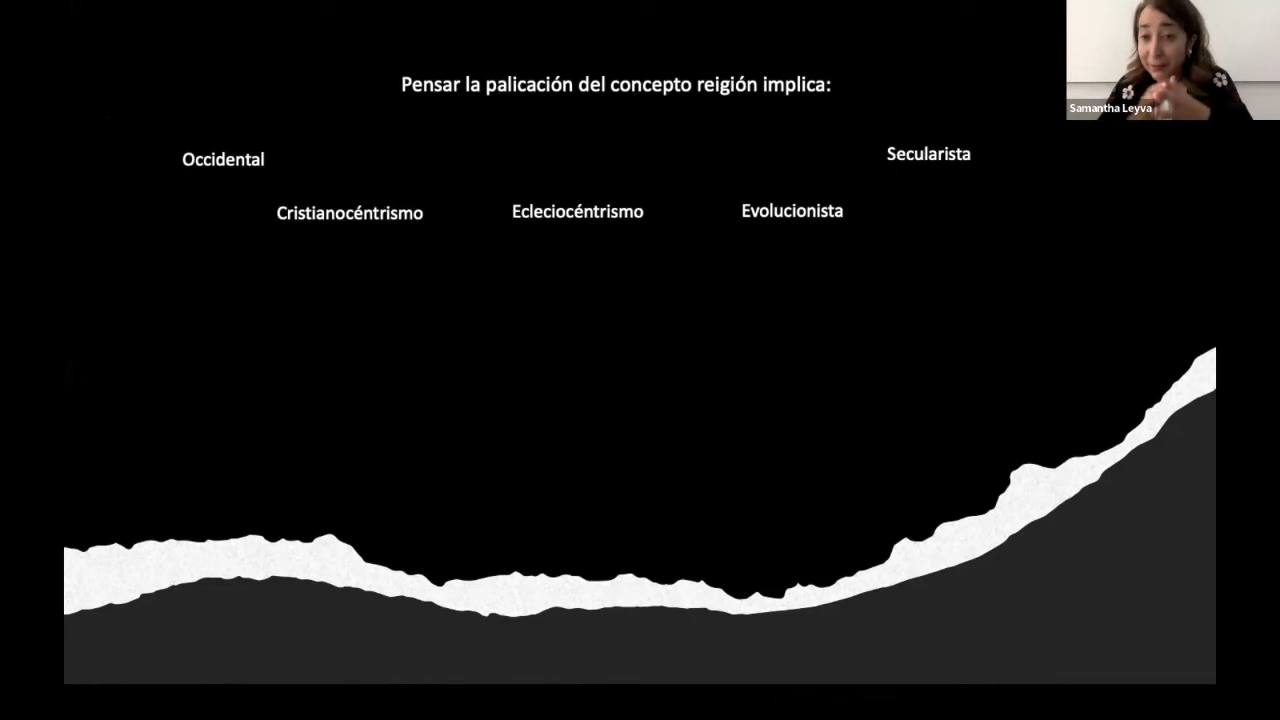 Pensar la palicación del concepto reigión implica:
Samantha Leyva
Occidental
Secularista
Cristianocéntrismo
Ecleciocéntrismo
Evolucionista